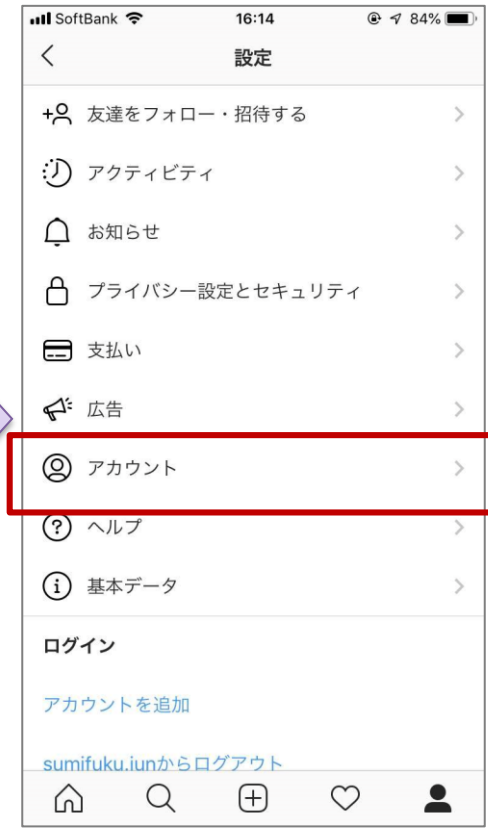 SoftBank 16:14 84%
設定
友達をフォロー・招待する
アクティビティ
お知らせ
プライバシー設定とセキュリティ
支払い
広告
アカウント
ヘルプ
基本データ
ログイン
アカウントを追加
sumifuku.junからログアウト